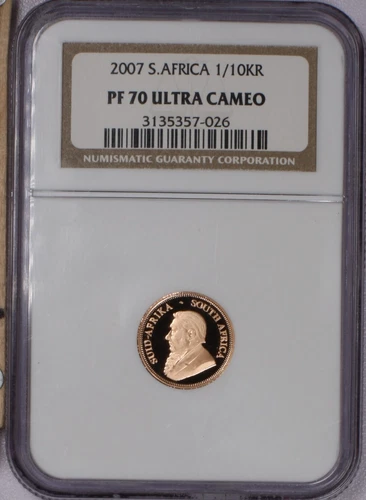 2007 S.AFRICA 1/10KR
PF 70 ULTRA CAMEO
3135357-026
NUMISMATIC GUARANTY CORPORATION
SUID-AFRIKA · SOUTH AFRICA